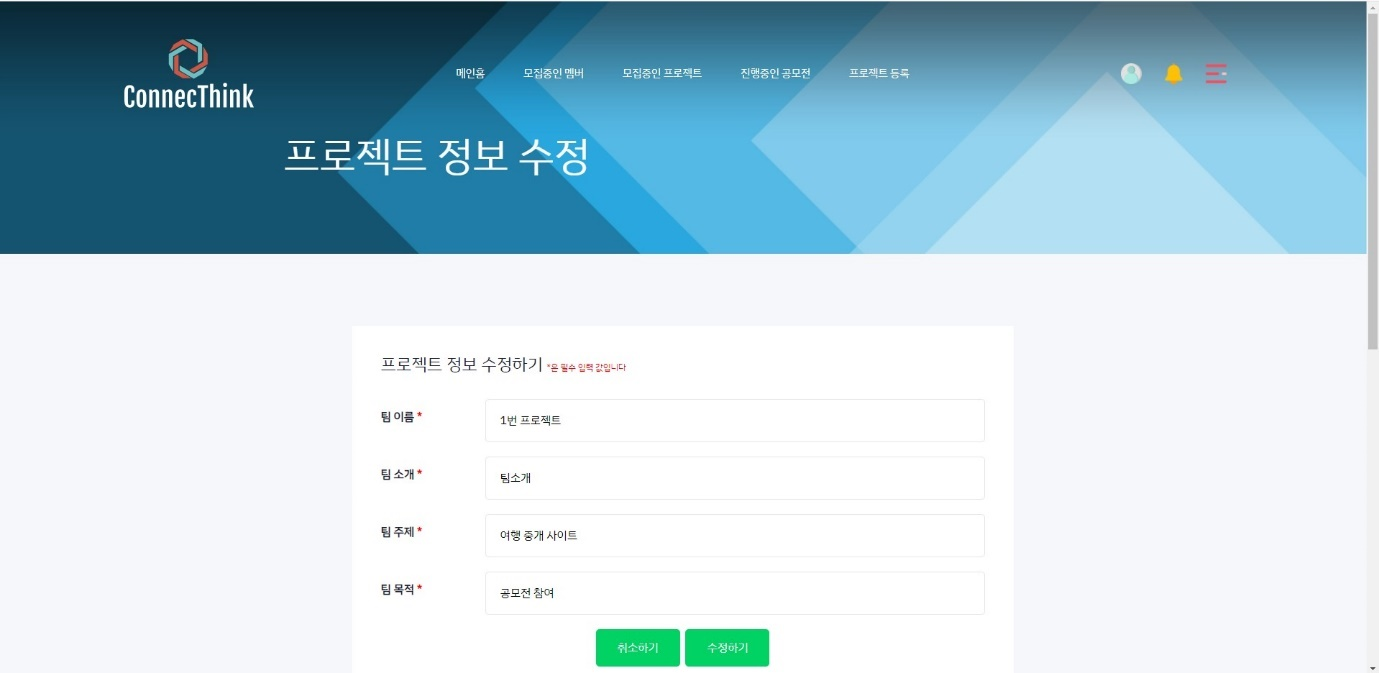 ConnecThink
메인홈 모집중인 멤버 모집중인 프로젝트 진행중인 공모전 프로젝트 등록
프로젝트 정보 수정
프로젝트 정보 수정하기 *은 필수 입력 값입니다
팀 이름 * 1번 프로젝트
팀 소개 * 팀소개
팀 주제 * 여행 중개 사이트
팀 목적 * 공모전 참여
취소하기 수정하기